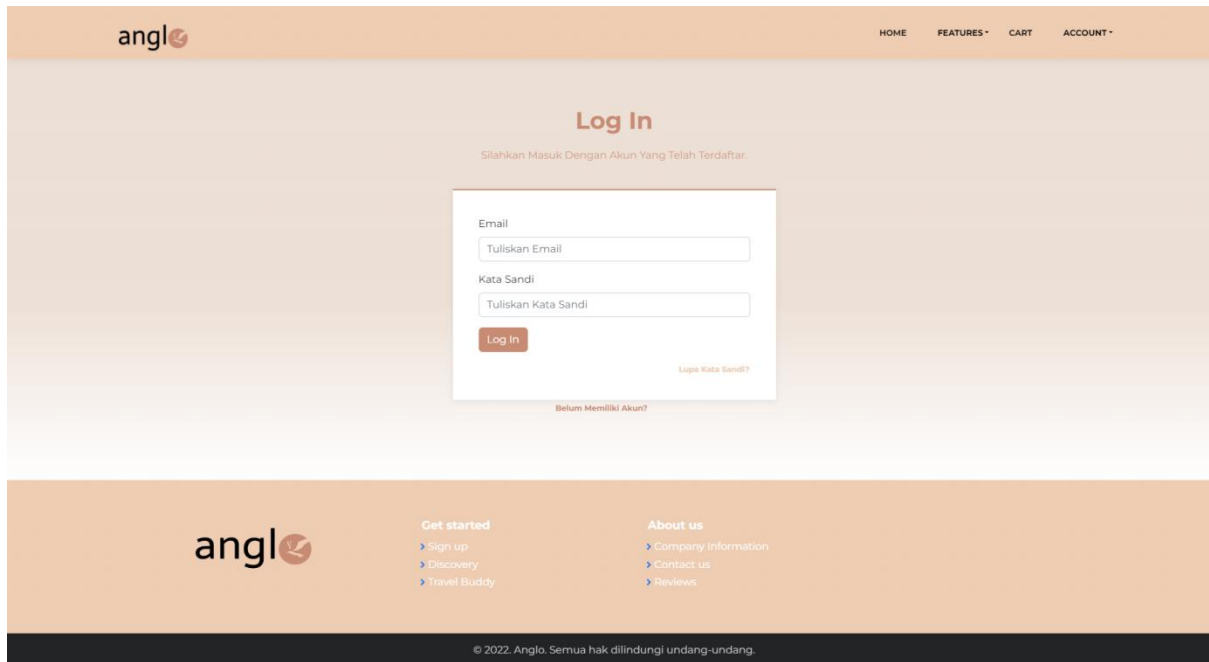 anglo
HOME FEATURES CART ACCOUNT
Log In
Silahkan Masuk Dengan Akun Yang Telah Terdaftar.
Email
Tuliskan Email
Kata Sandi
Tuliskan Kata Sandi
Log In
Lupa Kata Sandi?
Belum Memiliki Akun?
anglo
Get started
Sign up
Discovery
Travel Buddy
About us
Company Information
Contact us
Reviews
© 2022. Anglo. Semua hak dilindungi undang-undang.